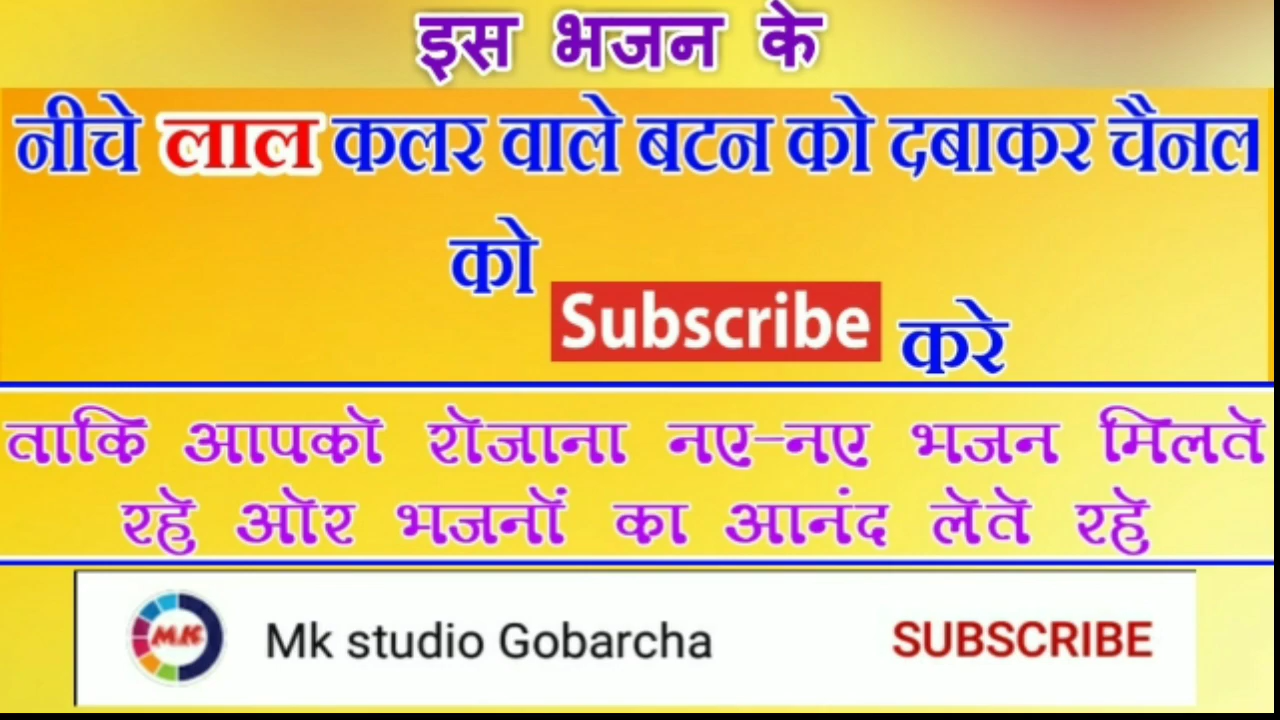 इस भजन के
नीचे लाल कलर वाले बटन को दबाकर चैनल
को Subscribe करे
ताकि आपको रोजाना नए-नए भजन मिलते
रहे और भजनों का आनंद लेते रहे
MK Mk studio Gobarcha SUBSCRIBE